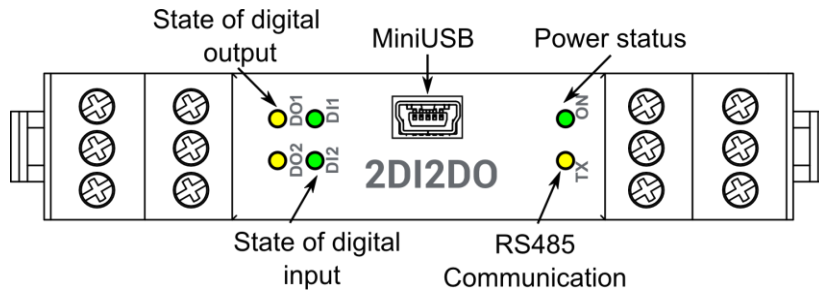 State of digital
output
MiniUSB
Power status
DO1
DI1
ON
DO2
DI2
2DI2DO
TX
State of digital
input
RS485
Communication